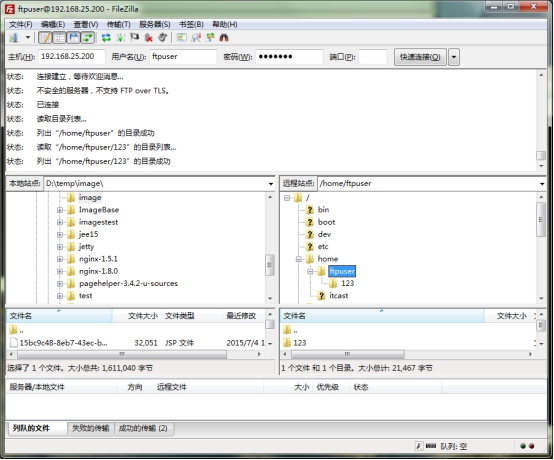 ftpuser@192.168.25.200 - FileZilla
文件(F) 编辑(E) 查看(V) 传输(T) 服务器(S) 书签(B) 帮助(H)
主机(H): 192.168.25.200 用户名(U): ftpuser 密码(W): ●●●●●●● 端口(P): 快速连接(Q)
状态: 连接建立，等待欢迎消息...
状态: 不安全的服务器，不支持 FTP over TLS。
状态: 已连接
状态: 读取目录列表...
状态: 列出“/home/ftpuser”的目录成功
状态: 读取“/home/ftpuser/123”的目录列表...
状态: 列出“/home/ftpuser/123”的目录成功
本地站点: D:\temp\image\
image
ImageBase
imagestest
jee15
jetty
nginx-1.5.1
nginx-1.8.0
pagehelper-3.4.2-u-sources
test
远程站点: /home/ftpuser
/
bin
boot
dev
etc
home
ftpuser
123
itcast
文件名 文件大小 文件类型 最近修改
..
15bc9c48-8eb7-43ec-b... 32,051 JSP 文件 2015/7/4 1
选择了 1 个文件。大小总共: 1,611,040 字节
文件名
..
123
1 个文件 和 1 个目录。大小总计: 21,467 字节
服务器/本地文件 方向 远程文件 大小 优先级 状态
列队的文件 失败的传输 成功的传输 (2)
队列: 空